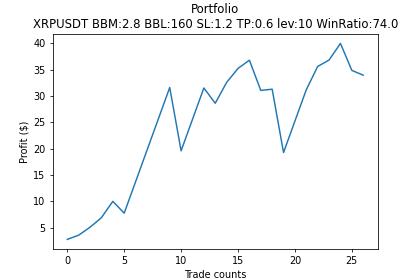 Portfolio
XRPUSDT BBM:2.8 BBL:160 SL:1.2 TP:0.6 lev:10 WinRatio:74.0
40
35
30
25
20
15
10
5
Profit ($)
0 5 10 15 20 25
Trade counts